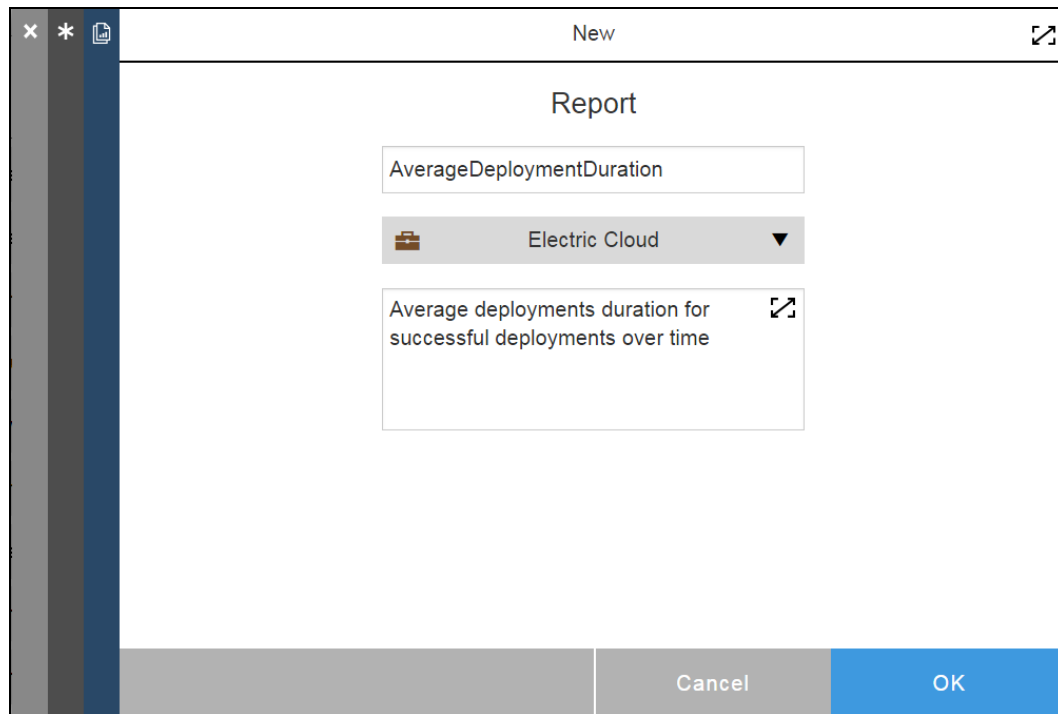 New
Report
AverageDeploymentDuration
Electric Cloud
Average deployments duration for
successful deployments over time
Cancel
OK